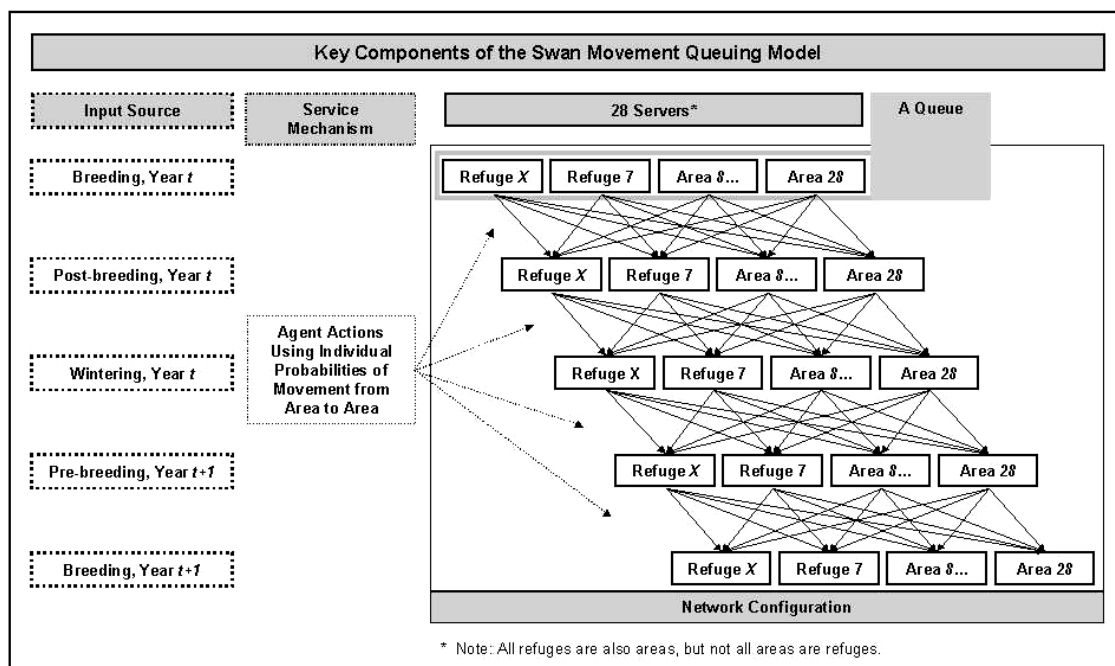 Key Components of the Swan Movement Queuing Model
Input Source
Service
Mechanism
28 Servers*
A Queue
Breeding, Year t
Refuge X
Refuge 7
Area 8...
Area 28
Post-breeding, Year t
Refuge X
Refuge 7
Area 8...
Area 28
Agent Actions
Using Individual
Probabilities of
Movement from
Area to Area
Wintering, Year t
Refuge X
Refuge 7
Area 8...
Area 28
Pre-breeding, Year t+1
Refuge X
Refuge 7
Area 8...
Area 28
Breeding, Year t+1
Refuge X
Refuge 7
Area 8...
Area 28
Network Configuration
* Note: All refuges are also areas, but not all areas are refuges.